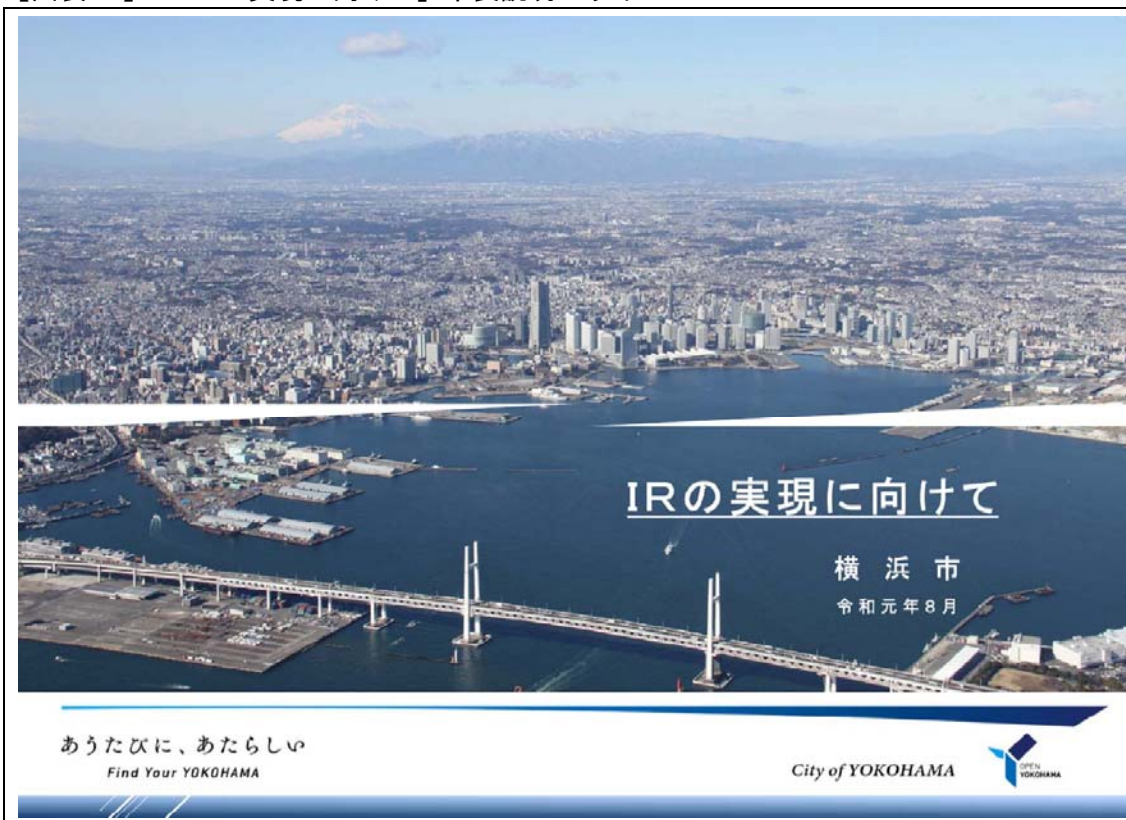 IRの実現に向けて
横浜市
令和元年8月
あうたびに、あたらしい
Find Your YOKOHAMA
City of YOKOHAMA
OPEN
YOKOHAMA